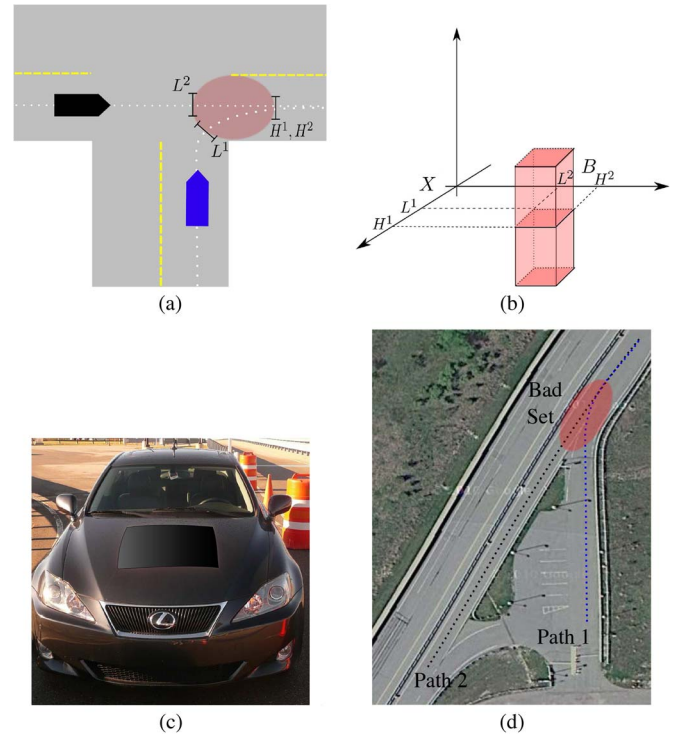 L²
H¹, H²
L¹
(a)
X
B
L²
H²
L¹
H¹
(b)
(c)
Bad
Set
Path 1
Path 2
(d)